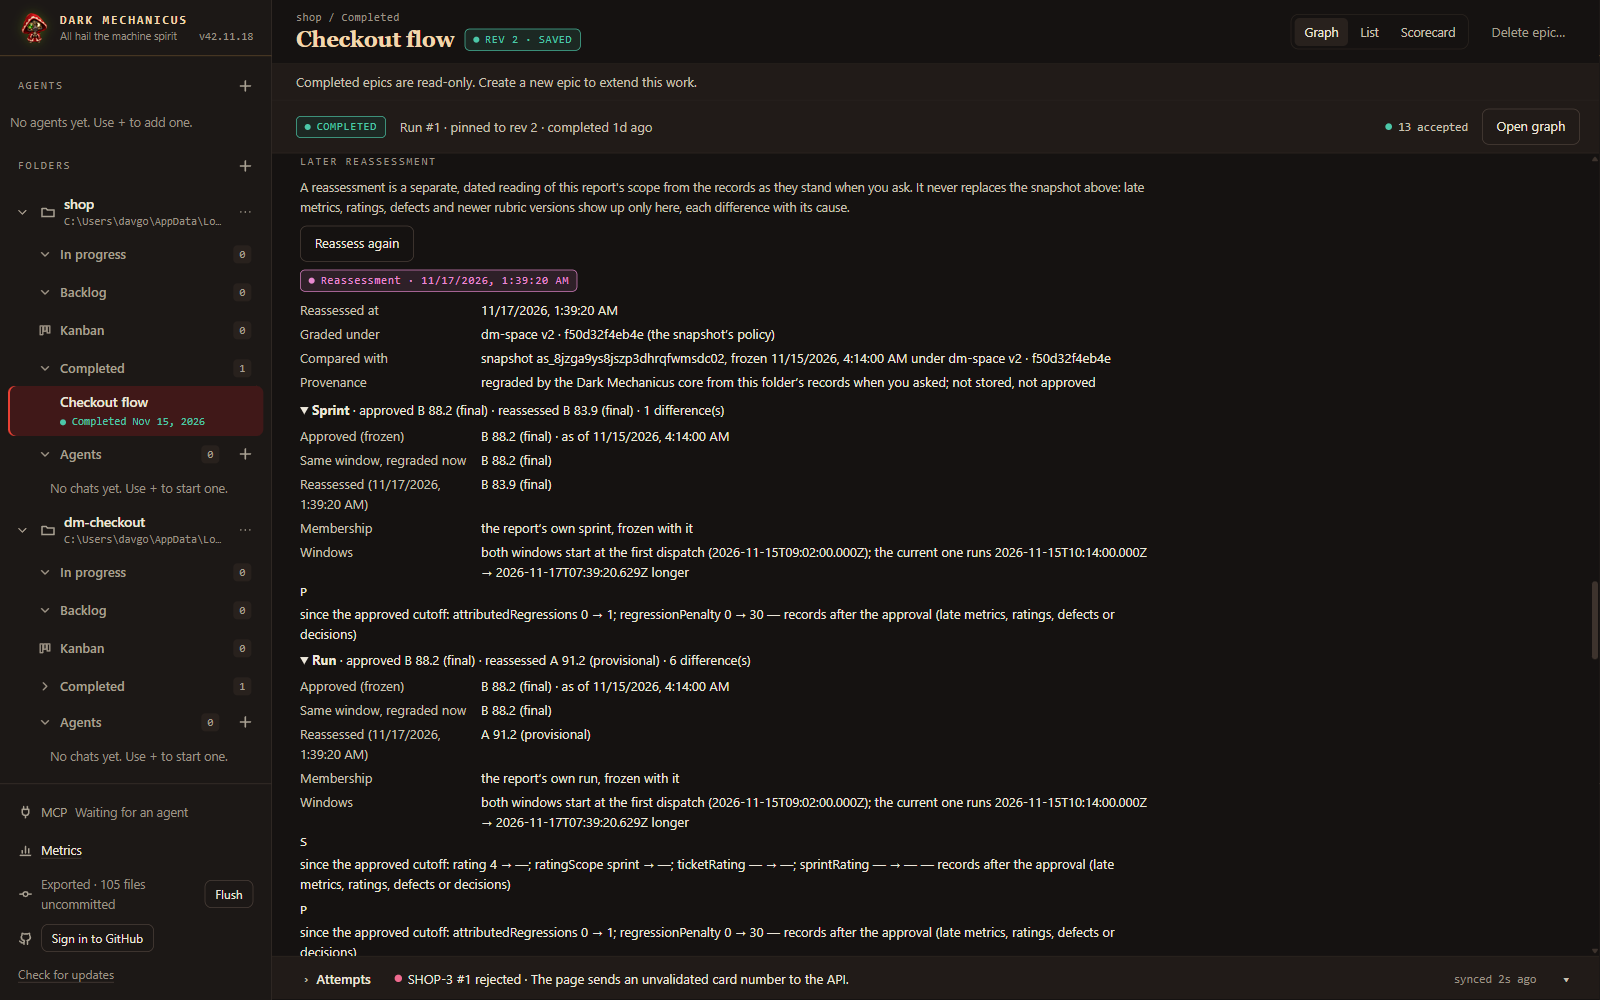 DARK MECHANICUS
All hail the machine spirit v42.11.18
AGENTS
No agents yet. Use + to add one.
FOLDERS
shop
C:\Users\davgo\AppData\Lo…
In progress 0
Backlog 0
Kanban 0
Completed 1
Checkout flow
Completed Nov 15, 2026
Agents 0
No chats yet. Use + to start one.
dm-checkout
C:\Users\davgo\AppData\Lo…
In progress 0
Backlog 0
Kanban 0
Completed 1
Agents 0
No chats yet. Use + to start one.
MCP Waiting for an agent
Metrics
Exported · 105 files
uncommitted
Flush
Sign in to GitHub
Check for updates
shop / Completed
Checkout flow
REV 2 · SAVED
Graph List Scorecard Delete epic...
Completed epics are read-only. Create a new epic to extend this work.
COMPLETED Run #1 · pinned to rev 2 · completed 1d ago
13 accepted Open graph
LATER REASSESSMENT
A reassessment is a separate, dated reading of this report's scope from the records as they stand when you ask. It never replaces the snapshot above: late
metrics, ratings, defects and newer rubric versions show up only here, each difference with its cause.
Reassess again
Reassessment · 11/17/2026, 1:39:20 AM
Reassessed at 11/17/2026, 1:39:20 AM
Graded under dm-space v2 · f50d32f4eb4e (the snapshot's policy)
Compared with snapshot as_8jzga9ys8jszp3dhrqfwmsdc02, frozen 11/15/2026, 4:14:00 AM under dm-space v2 · f50d32f4eb4e
Provenance regraded by the Dark Mechanicus core from this folder's records when you asked; not stored, not approved
▼ Sprint · approved B 88.2 (final) · reassessed B 83.9 (final) · 1 difference(s)
Approved (frozen) B 88.2 (final) · as of 11/15/2026, 4:14:00 AM
Same window, regraded now B 88.2 (final)
Reassessed (11/17/2026, B 83.9 (final)
1:39:20 AM)
Membership the report's own sprint, frozen with it
Windows both windows start at the first dispatch (2026-11-15T09:02:00.000Z); the current one runs 2026-11-15T10:14:00.000Z
→ 2026-11-17T07:39:20.629Z longer
P
since the approved cutoff: attributedRegressions 0 → 1; regressionPenalty 0 → 30 — records after the approval (late metrics, ratings, defects or
decisions)
▼ Run · approved B 88.2 (final) · reassessed A 91.2 (provisional) · 6 difference(s)
Approved (frozen) B 88.2 (final) · as of 11/15/2026, 4:14:00 AM
Same window, regraded now B 88.2 (final)
Reassessed (11/17/2026, A 91.2 (provisional)
1:39:20 AM)
Membership the report's own run, frozen with it
Windows both windows start at the first dispatch (2026-11-15T09:02:00.000Z); the current one runs 2026-11-15T10:14:00.000Z
→ 2026-11-17T07:39:20.629Z longer
S
since the approved cutoff: rating 4 → —; ratingScope sprint → —; ticketRating — → —; sprintRating — → — — records after the approval (late
metrics, ratings, defects or decisions)
P
since the approved cutoff: attributedRegressions 0 → 1; regressionPenalty 0 → 30 — records after the approval (late metrics, ratings, defects or
decisions)
› Attempts SHOP-3 #1 rejected · The page sends an unvalidated card number to the API.
synced 2s ago ▾